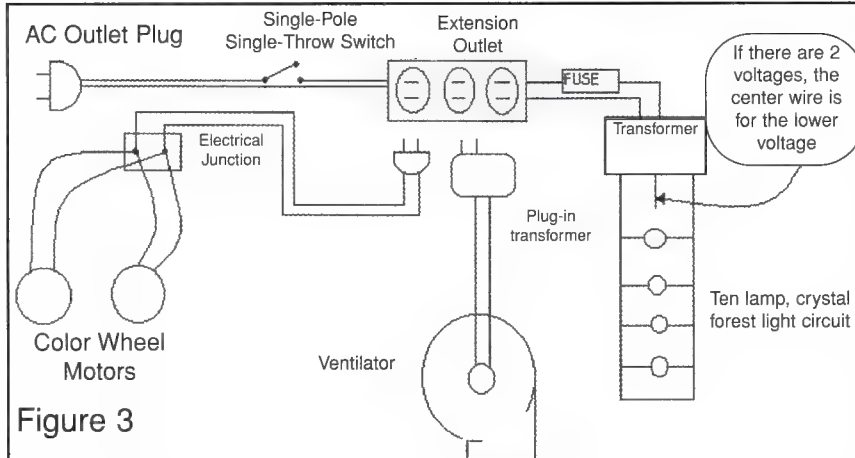 AC Outlet Plug
Single-Pole
Single-Throw Switch
Extension
Outlet
FUSE
If there are 2
voltages, the
center wire is
for the lower
voltage
Transformer
Electrical
Junction
Plug-in
transformer
Ten lamp, crystal
forest light circuit
Color Wheel
Motors
Ventilator
Figure 3